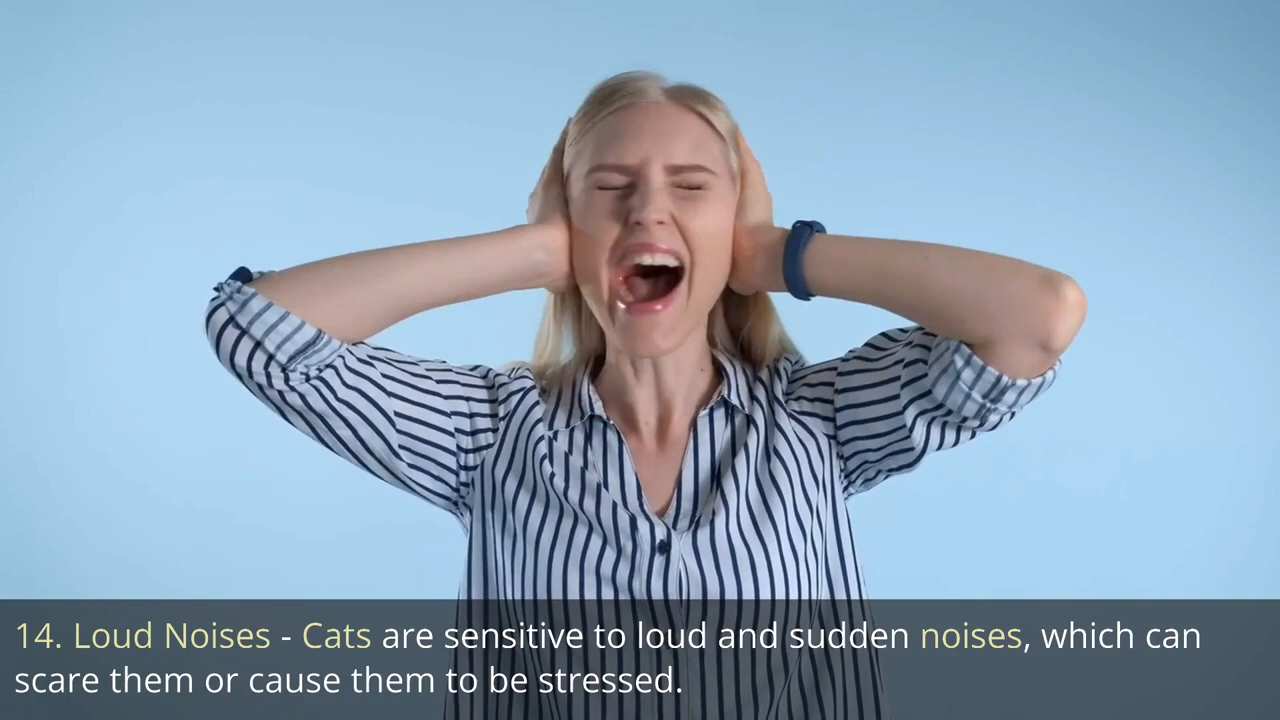 14. Loud Noises - Cats are sensitive to loud and sudden noises, which can
scare them or cause them to be stressed.